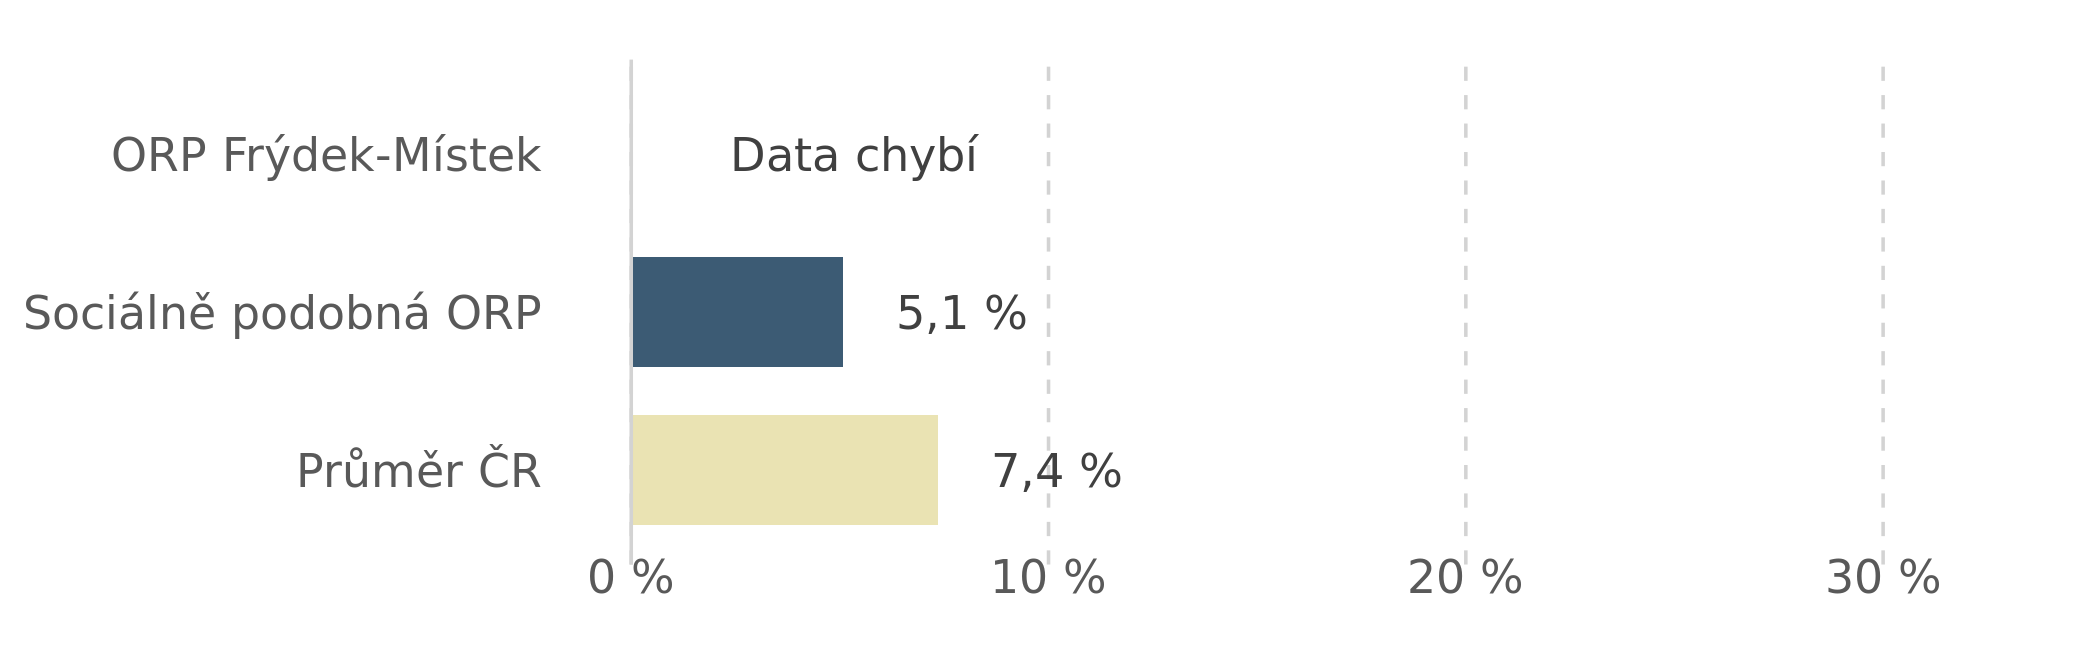 ORP Frýdek-Místek
Data chybí
Sociálně podobná ORP
5,1 %
Průměr ČR
7,4 %
0 %
10 %
20 %
30 %